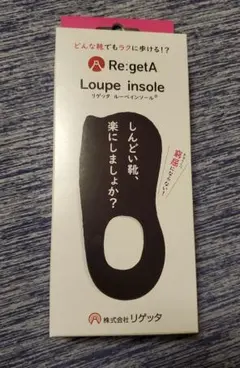 どんな靴でもラクに歩ける!?
Re:getA
Loupe insole
リゲッタ ルーペインソール®
しんどい靴、
楽にしましょか?
株式会社リゲッタ